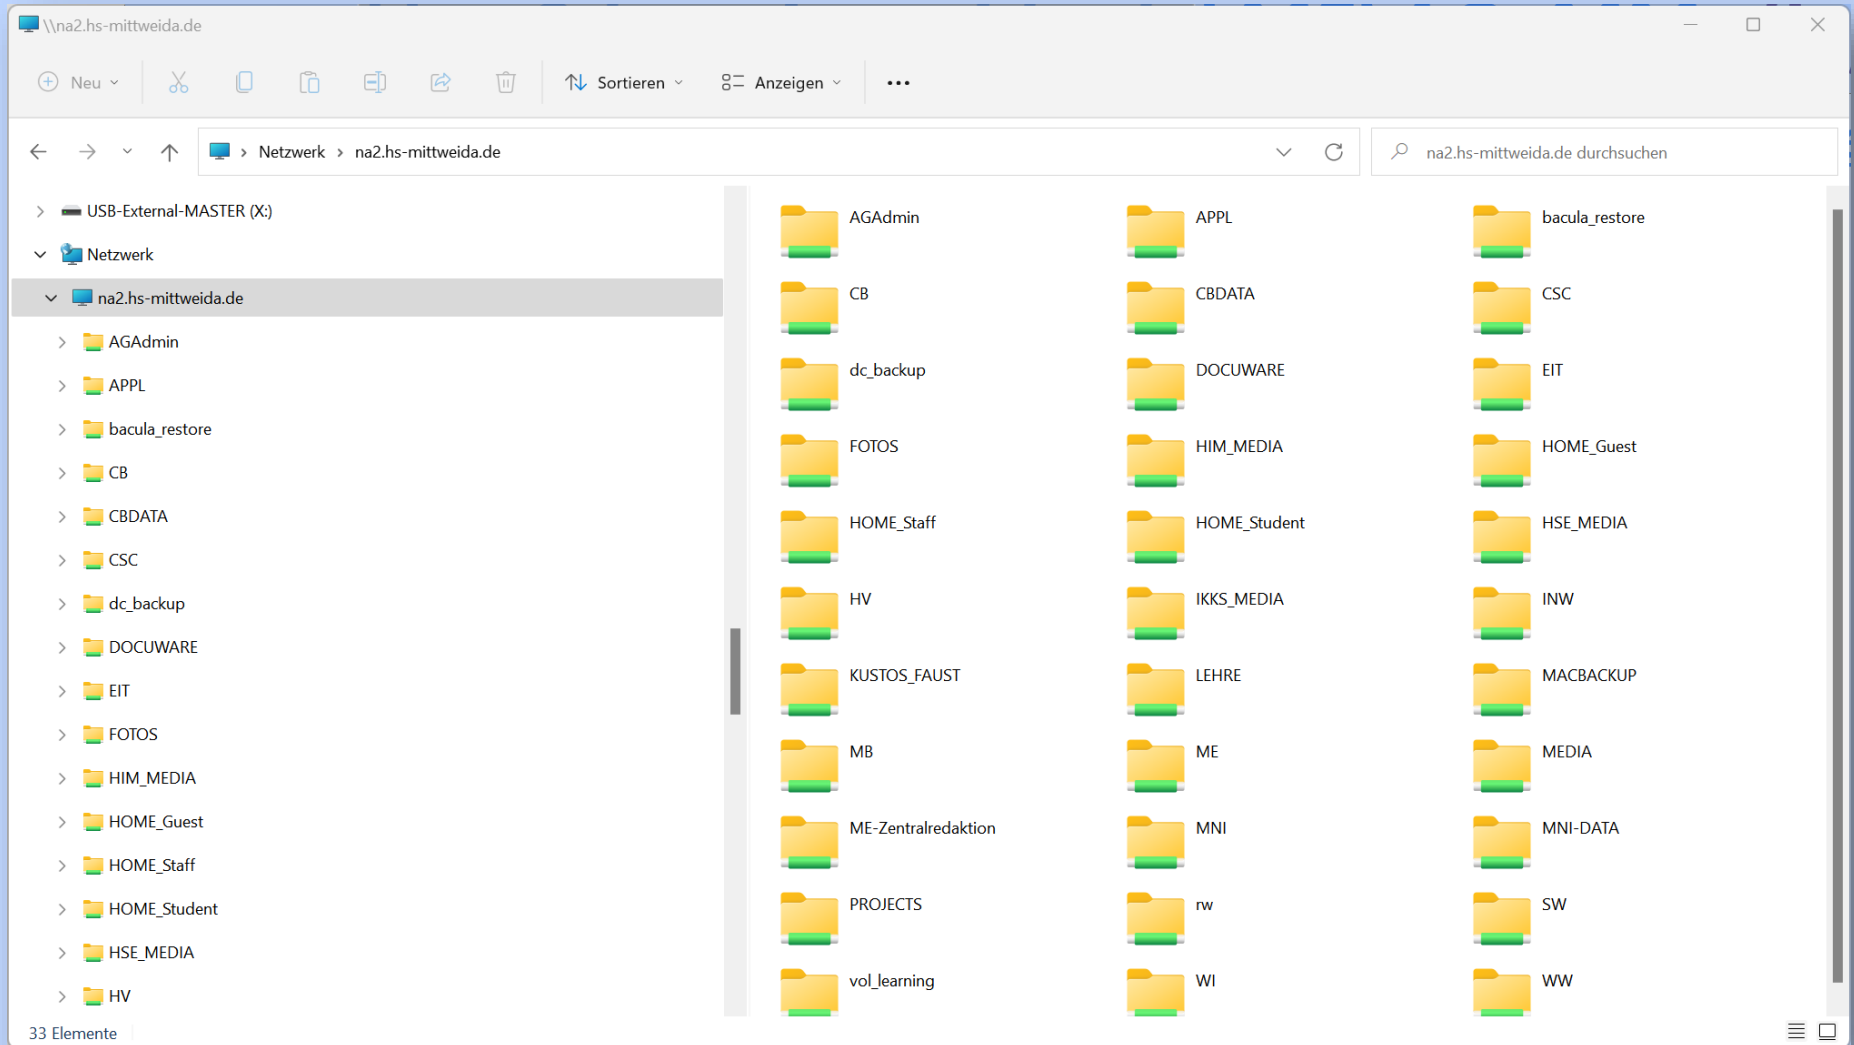 \\na2.hs-mittweida.de
Neu
Sortieren
Anzeigen
Netzwerk
na2.hs-mittweida.de
na2.hs-mittweida.de durchsuchen
USB-External-MASTER (X:)
Netzwerk
na2.hs-mittweida.de
AGAdmin
APPL
bacula_restore
CB
CBDATA
CSC
dc_backup
DOCUWARE
EIT
FOTOS
HIM_MEDIA
HOME_Guest
HOME_Staff
HOME_Student
HSE_MEDIA
HV
AGAdmin
APPL
bacula_restore
CB
CBDATA
CSC
dc_backup
DOCUWARE
EIT
FOTOS
HIM_MEDIA
HOME_Guest
HOME_Staff
HOME_Student
HSE_MEDIA
HV
IKKS_MEDIA
INW
KUSTOS_FAUST
LEHRE
MACBACKUP
MB
ME
MEDIA
ME-Zentralredaktion
MNI
MNI-DATA
PROJECTS
rw
SW
vol_learning
WI
WW
33 Elemente